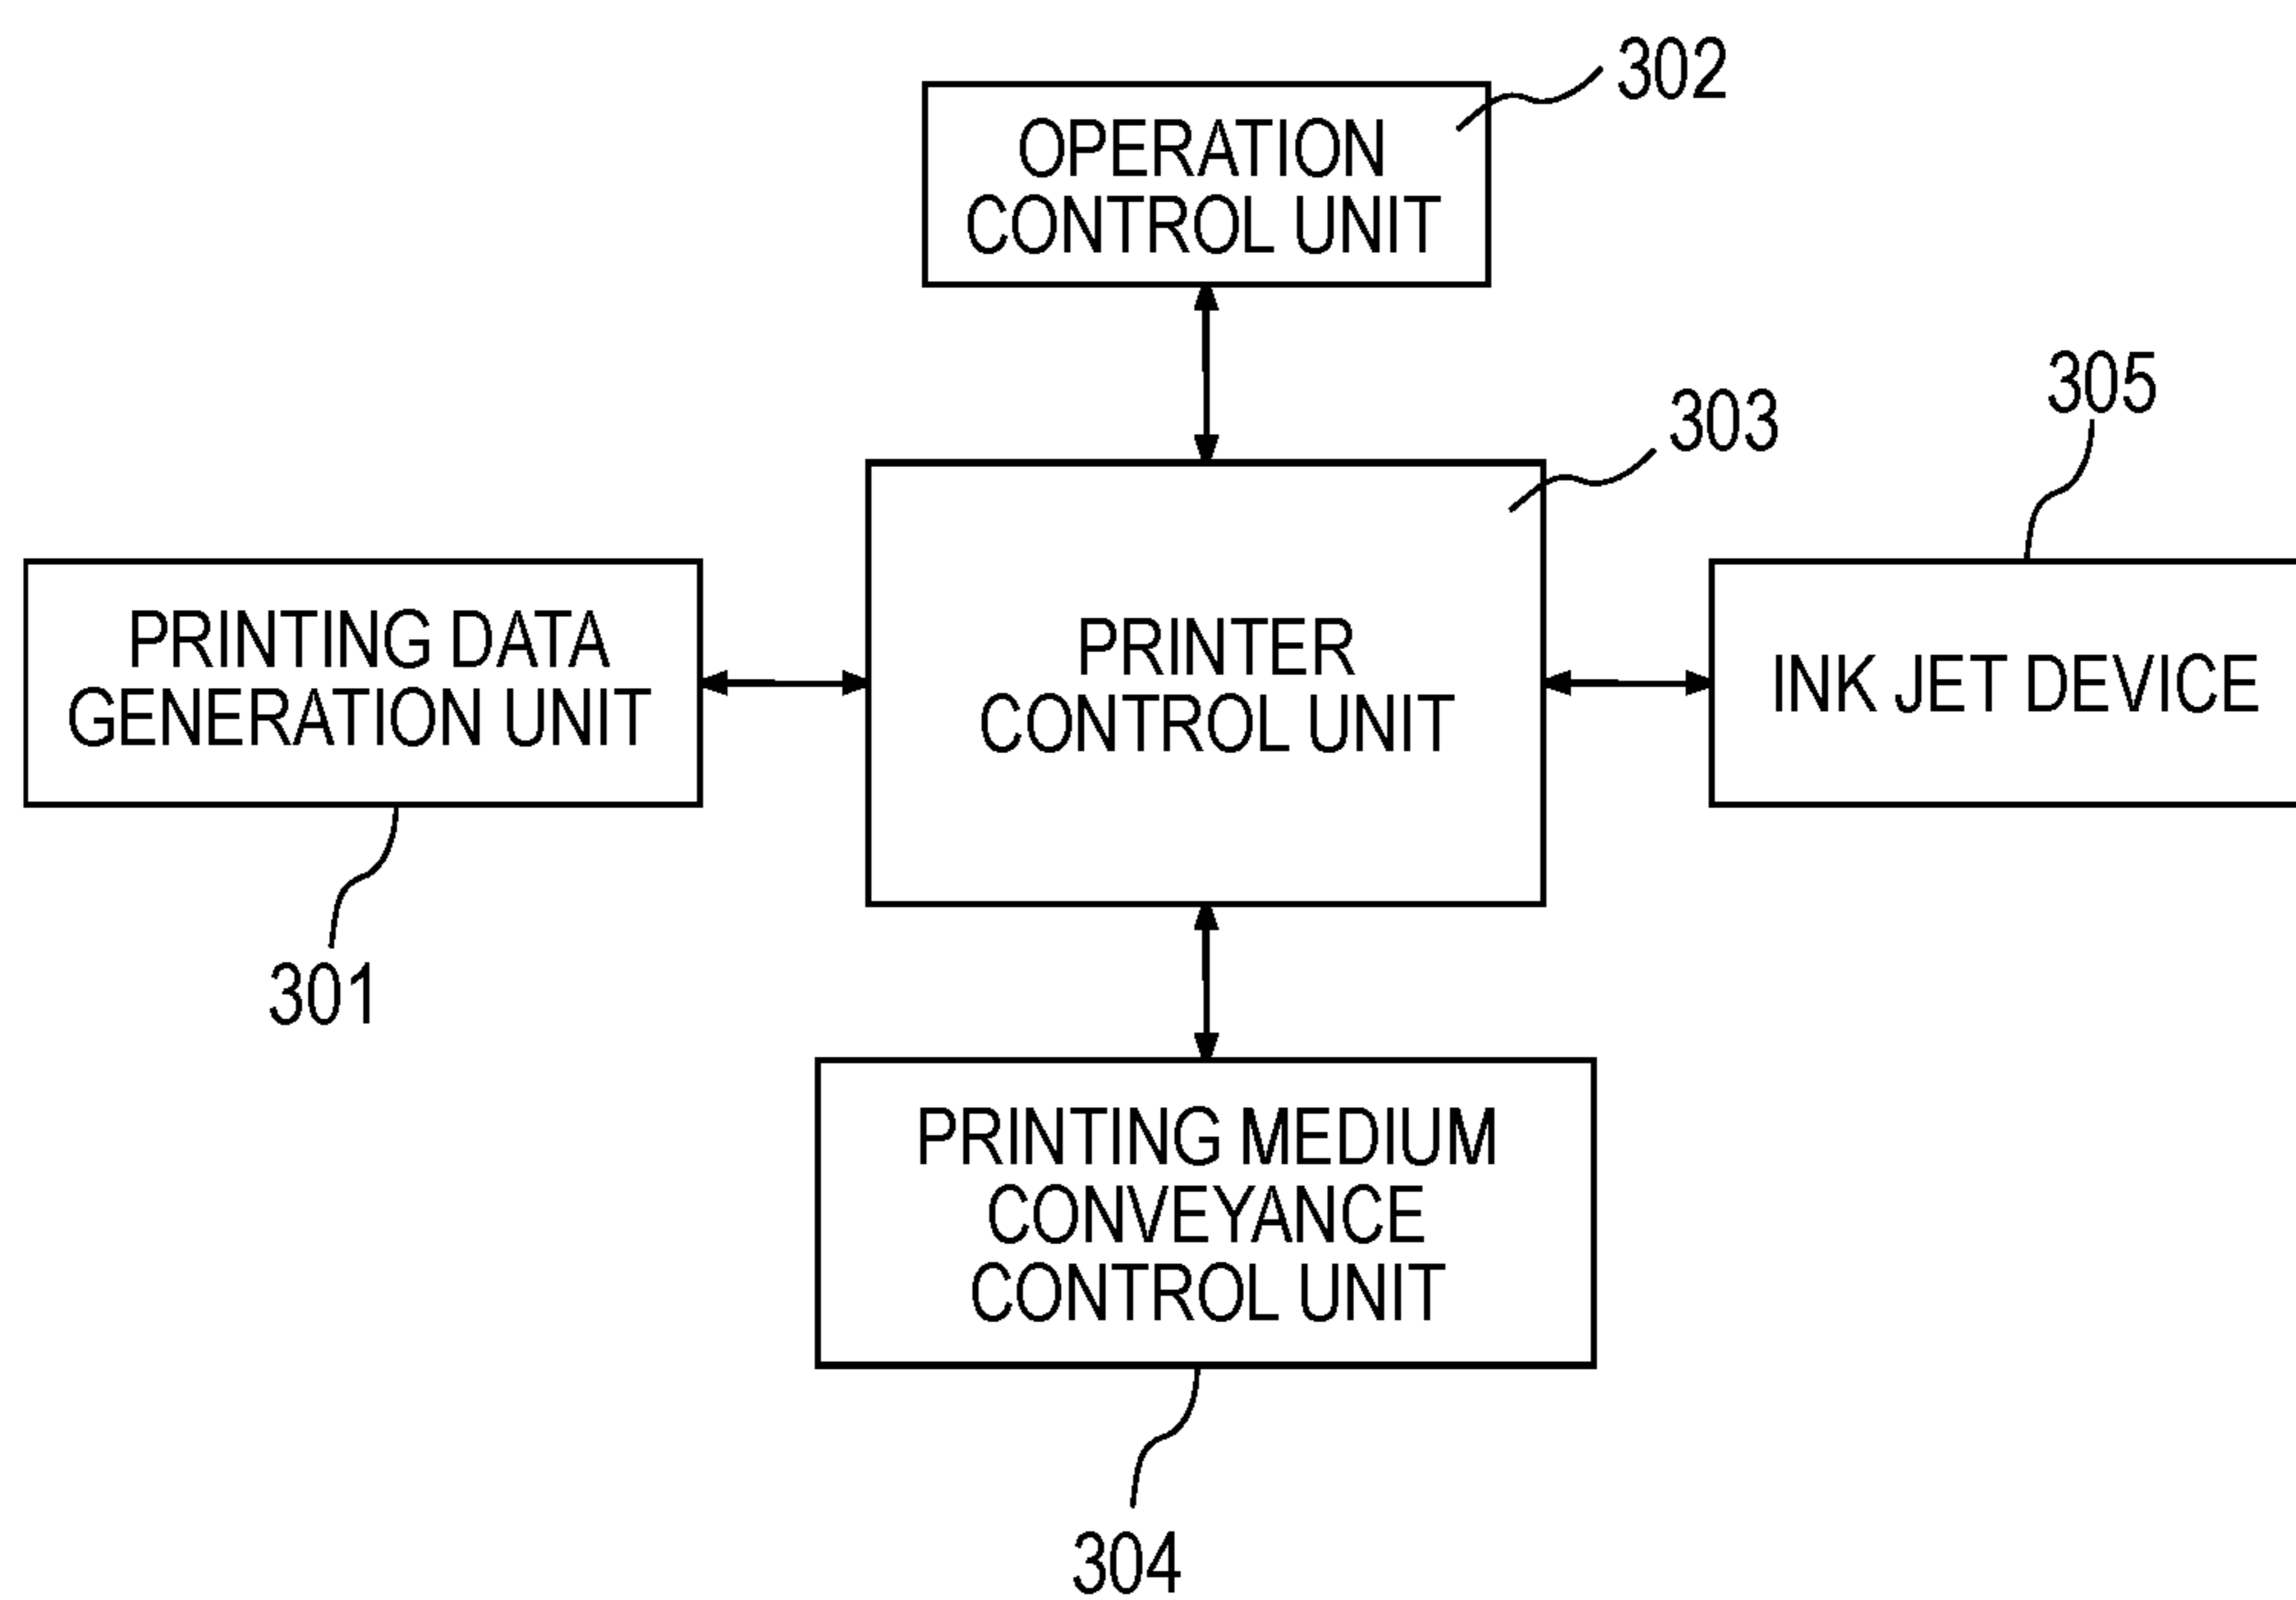 302
OPERATION
CONTROL UNIT
303
305
PRINTING DATA
GENERATION UNIT
PRINTER
CONTROL UNIT
INK JET DEVICE
301
PRINTING MEDIUM
CONVEYANCE
CONTROL UNIT
304